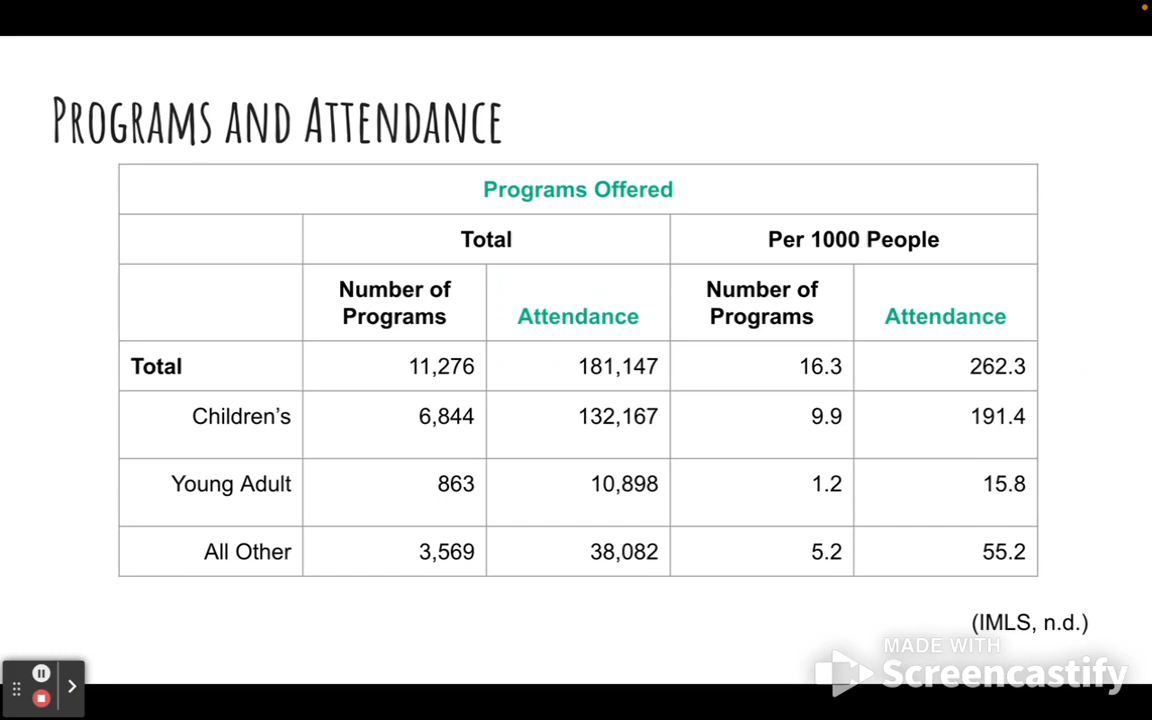 PROGRAMS AND ATTENDANCE
Programs Offered
Total Per 1000 People
Number of Programs Attendance Number of Programs Attendance
Total 11,276 181,147 16.3 262.3
Children's 6,844 132,167 9.9 191.4
Young Adult 863 10,898 1.2 15.8
All Other 3,569 38,082 5.2 55.2
(IMLS, n.d.)
MADE WITH
Screencastify